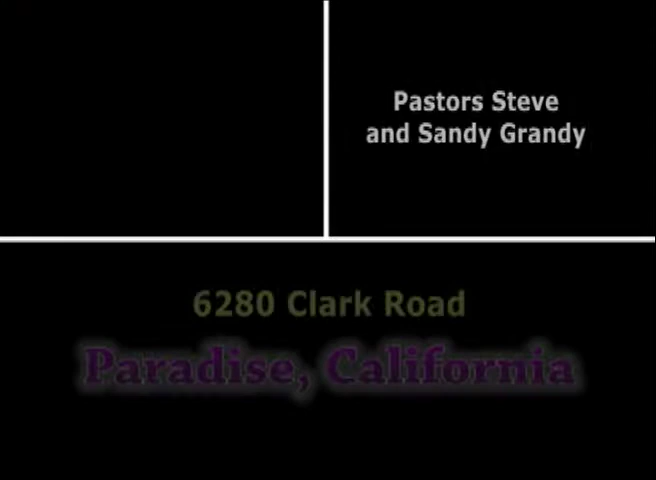 Pastors Steve
and Sandy Grandy
6280 Clark Road
Paradise, California